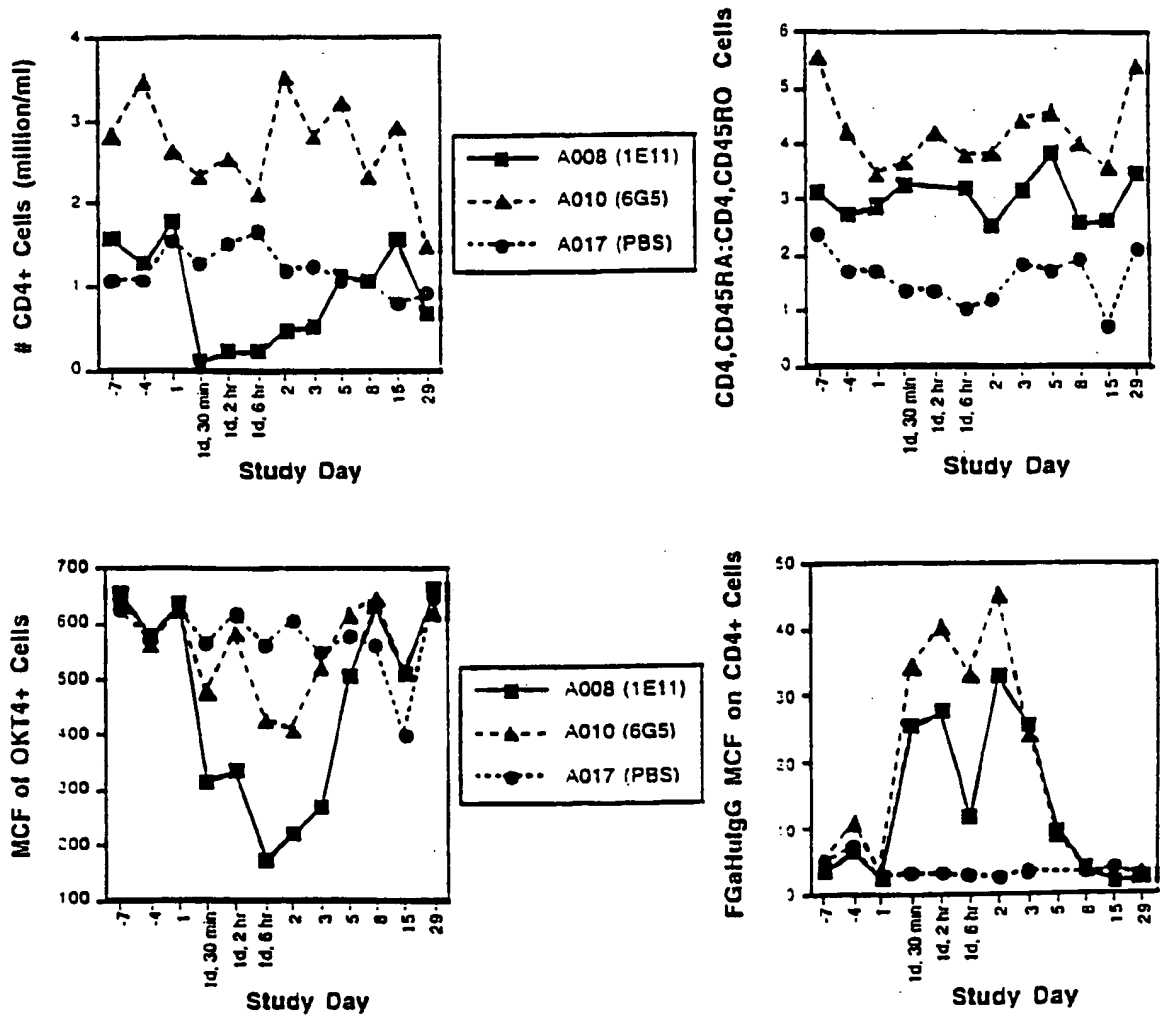 # CD4+ Cells (million/ml)
4
3
2
1
0
-7
-4
1
1d, 30 min
1d, 2 hr
1d, 6 hr
2
3
5
8
15
29
Study Day
A008 (1E11)
A010 (6G5)
A017 (PBS)
CD4,CD45RA:CD4,CD45RO Cells
6
5
4
3
2
1
0
-7
-4
1
1d, 30 min
1d, 2 hr
1d, 6 hr
2
3
5
8
15
29
Study Day
MCF of OKT4+ Cells
700
600
500
400
300
200
100
-7
-4
1
1d, 30 min
1d, 2 hr
1d, 6 hr
2
3
5
8
15
29
Study Day
A008 (1E11)
A010 (6G5)
A017 (PBS)
FGaHuIgG MCF on CD4+ Cells
50
40
30
20
10
0
-7
-4
1
1d, 30 min
1d, 2 hr
1d, 6 hr
2
3
5
8
15
29
Study Day